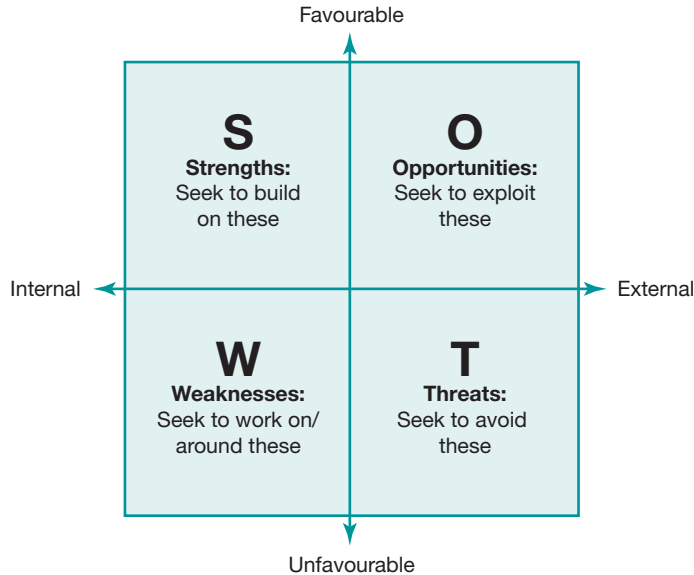 Favourable
S
Strengths:
Seek to build
on these
O
Opportunities:
Seek to exploit
these
Internal
External
W
Weaknesses:
Seek to work on/
around these
T
Threats:
Seek to avoid
these
Unfavourable